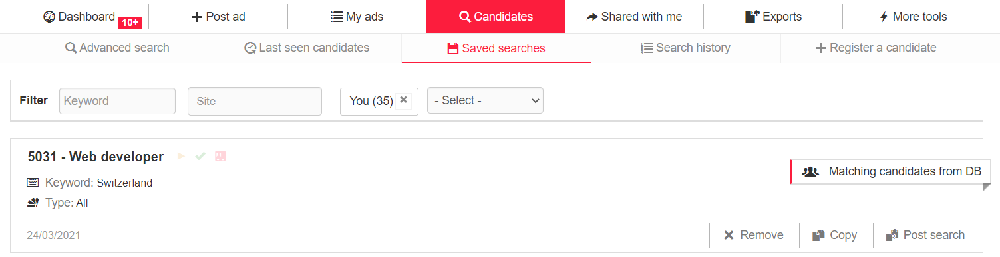 Dashboard 10+ Post ad My ads Candidates Shared with me Exports More tools
Advanced search Last seen candidates Saved searches Search history Register a candidate
Filter Keyword Site You (35) - Select -
5031 - Web developer
Matching candidates from DB
Keyword: Switzerland
Type: All
24/03/2021 Remove Copy Post search